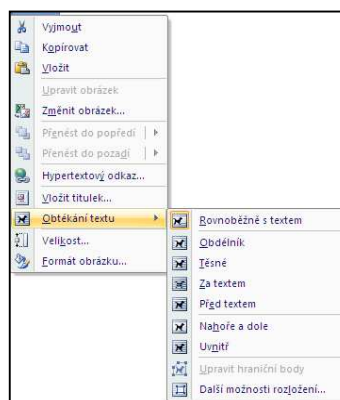 Vyjmout
Kopírovat
Vložit
Upravit obrázek
Změnit obrázek...
Přenést do popředí
Přenést do pozadí
Hypertextový odkaz...
Vložit titulek...
Obtékání textu
Velikost...
Formát obrázku...
Rovnoběžně s textem
Obdélník
Těsné
Za textem
Před textem
Nahoře a dole
Uvnitř
Upravit hraniční body
Další možnosti rozložení...